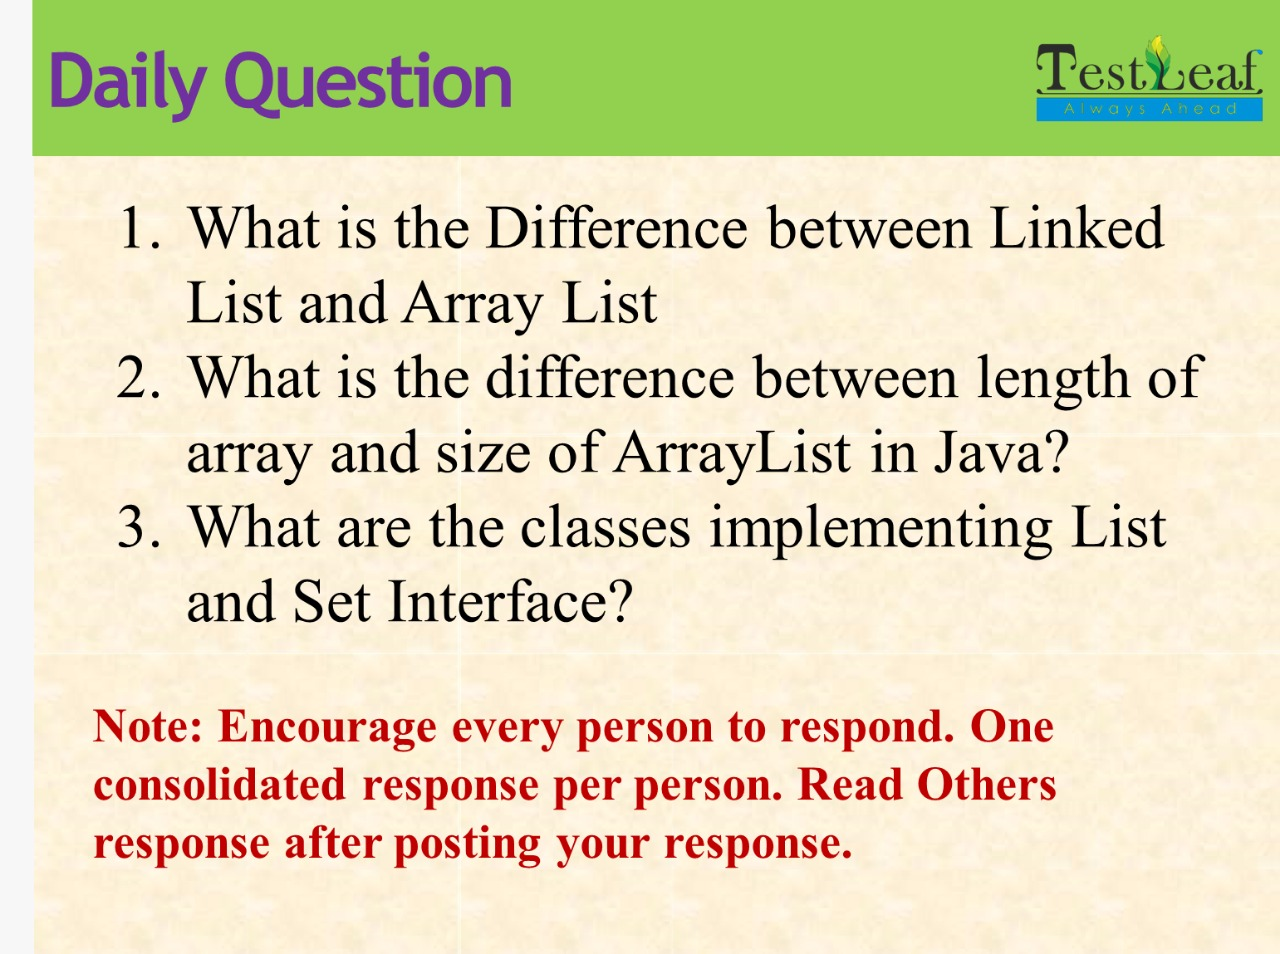 Daily Question
TestLeaf
Always Ahead
1. What is the Difference between Linked
List and Array List
2. What is the difference between length of
array and size of ArrayList in Java?
3. What are the classes implementing List
and Set Interface?
Note: Encourage every person to respond. One
consolidated response per person. Read Others
response after posting your response.